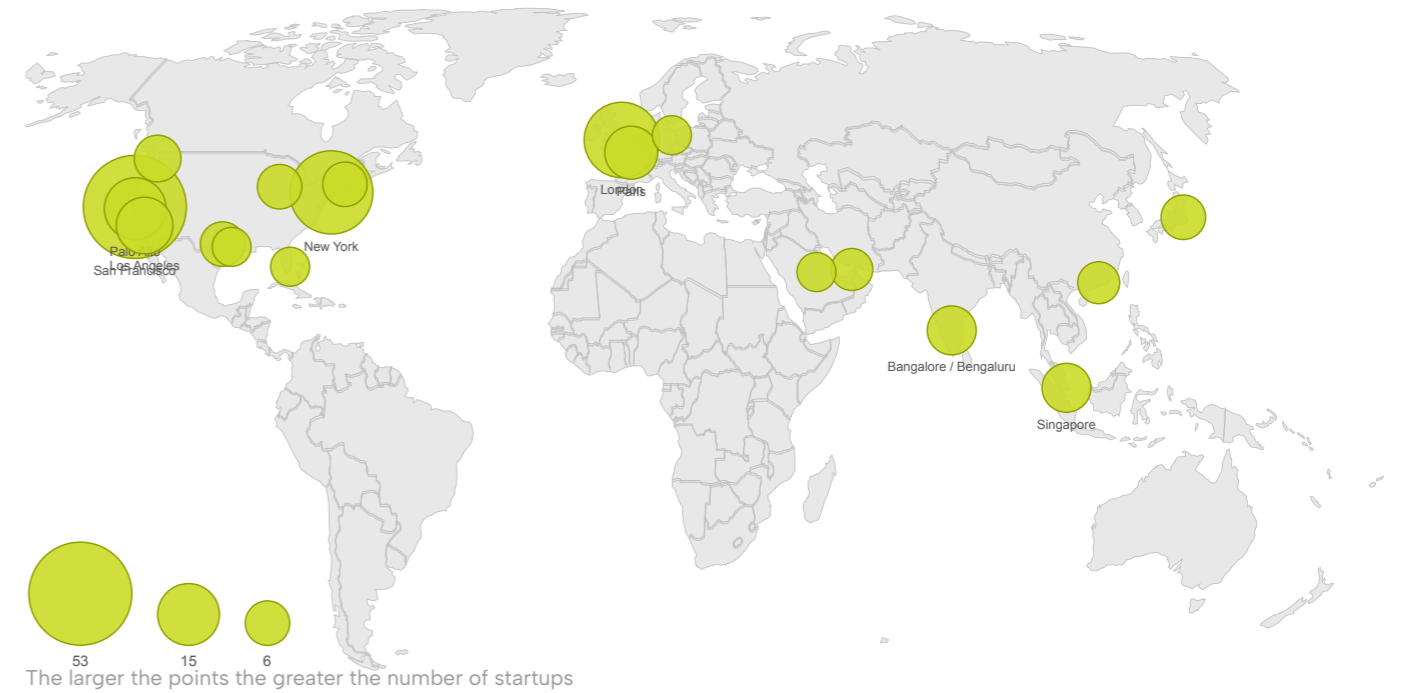 London
Paris
New York
Palo Alto
Los Angeles
San Francisco
Bangalore / Bengaluru
Singapore
53
15
6
The larger the points the greater the number of startups